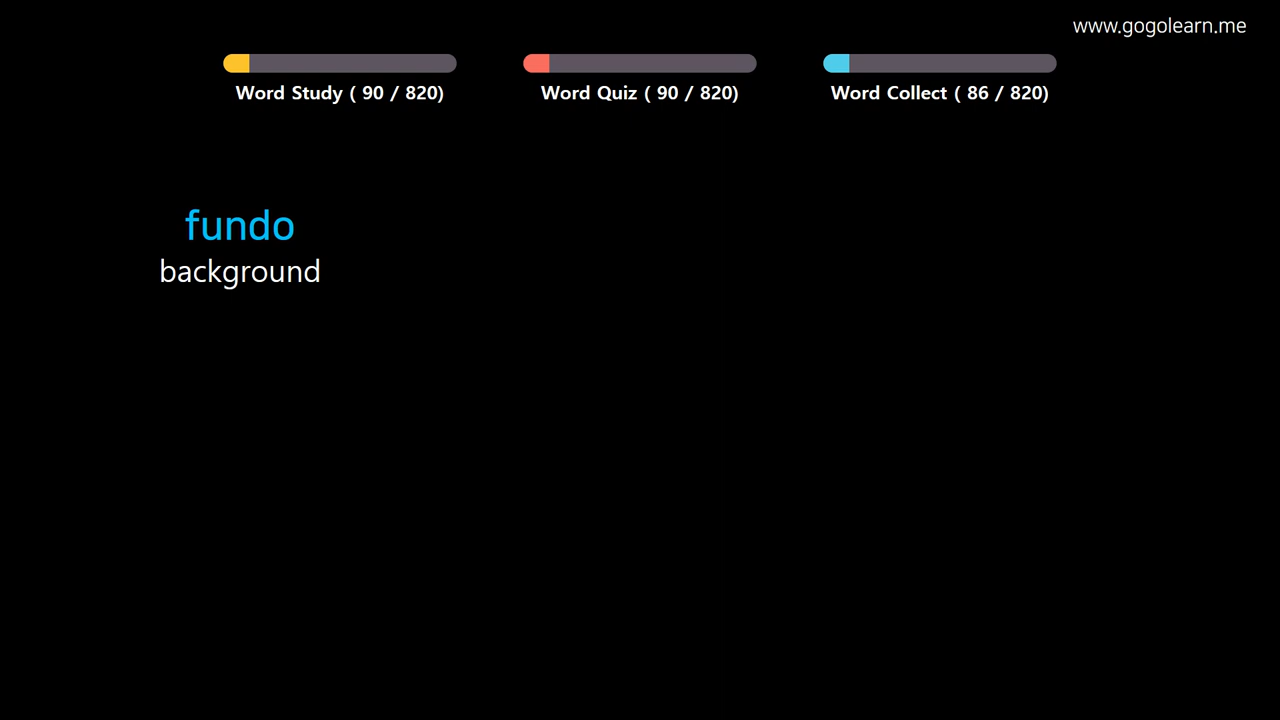 www.gogolearn.me
Word Study ( 90 / 820)
Word Quiz ( 90 / 820)
Word Collect ( 86 / 820)
fundo
background